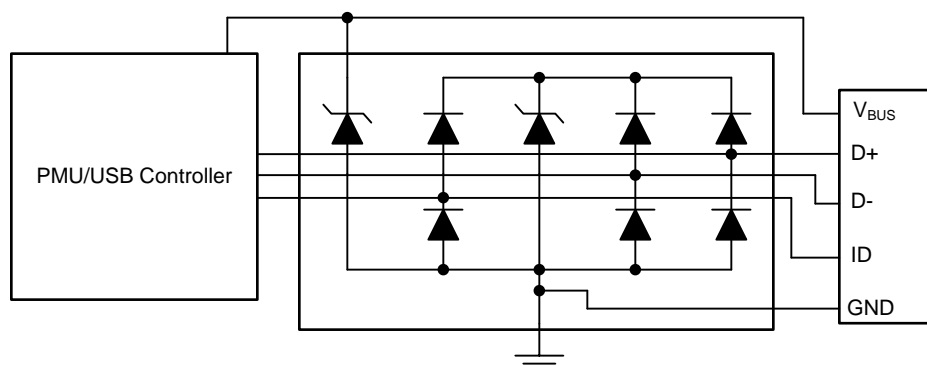 PMU/USB Controller
VBUS
D+
D-
ID
GND